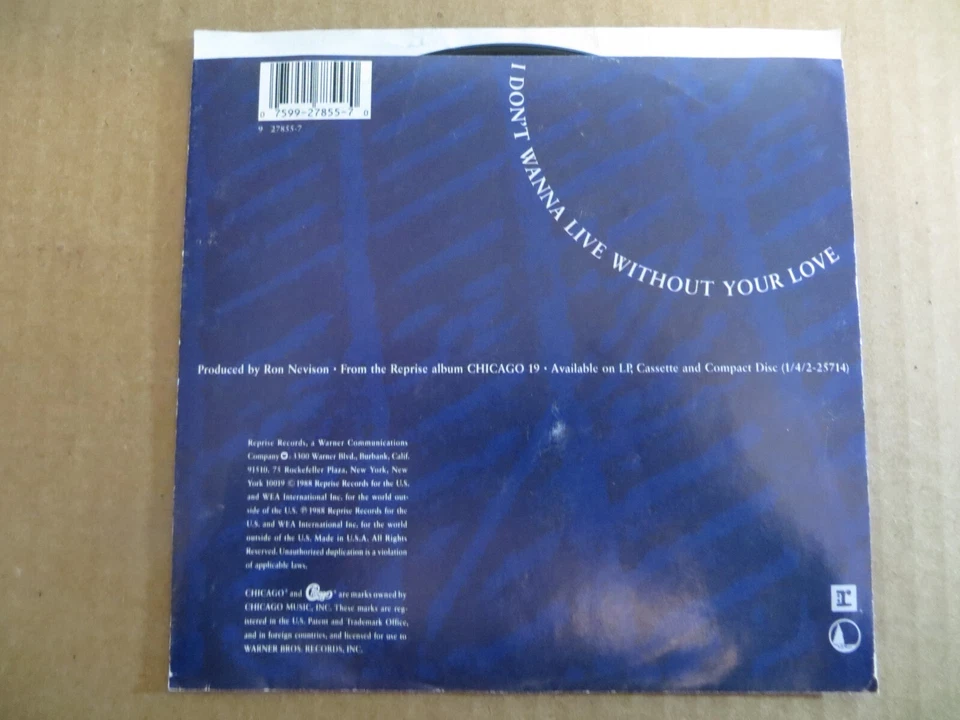 0 7599-27855-7 0
9 27855-7
I DON'T WANNA LIVE WITHOUT YOUR LOVE
Produced by Ron Nevison • From the Reprise album CHICAGO 19 • Available on LP, Cassette and Compact Disc (1/4/2-25714)
Reprise Records, a Warner Communications
Company. 3300 Warner Blvd., Burbank, Calif.
91510, 75 Rockefeller Plaza, New York, New
York 10019 © 1988 Reprise Records for the U.S.
and WEA International Inc. for the world out-
side of the U.S. ℗ 1988 Reprise Records for the
U.S. and WEA International Inc. for the world
outside of the U.S. Made in U.S.A. All Rights
Reserved. Unauthorized duplication is a violation
of applicable laws.
CHICAGO® and Chicago® are marks owned by
CHICAGO MUSIC, INC. These marks are reg-
istered in the U.S. Patent and Trademark Office,
and in foreign countries, and licensed for use to
WARNER BROS. RECORDS, INC.
r: